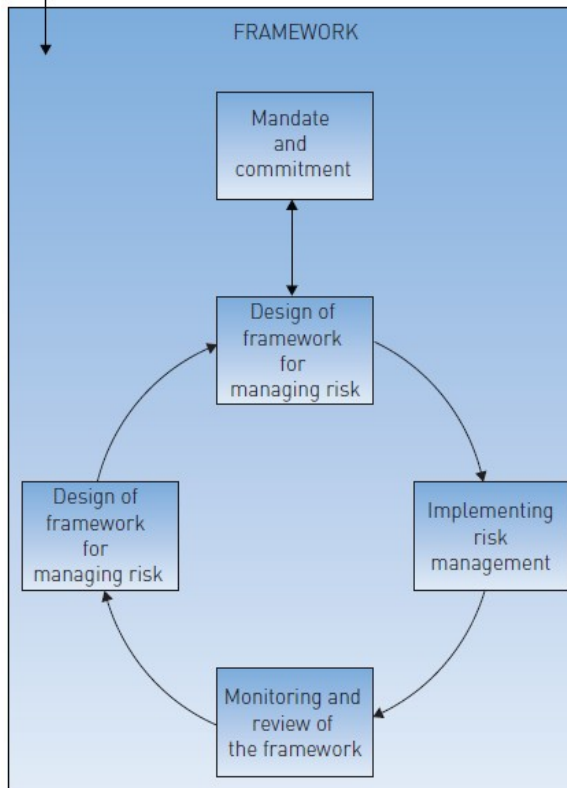 FRAMEWORK
Mandate
and
commitment
Design of
framework
for
managing risk
Design of
framework
for
managing risk
Implementing
risk
management
Monitoring and
review of
the framework